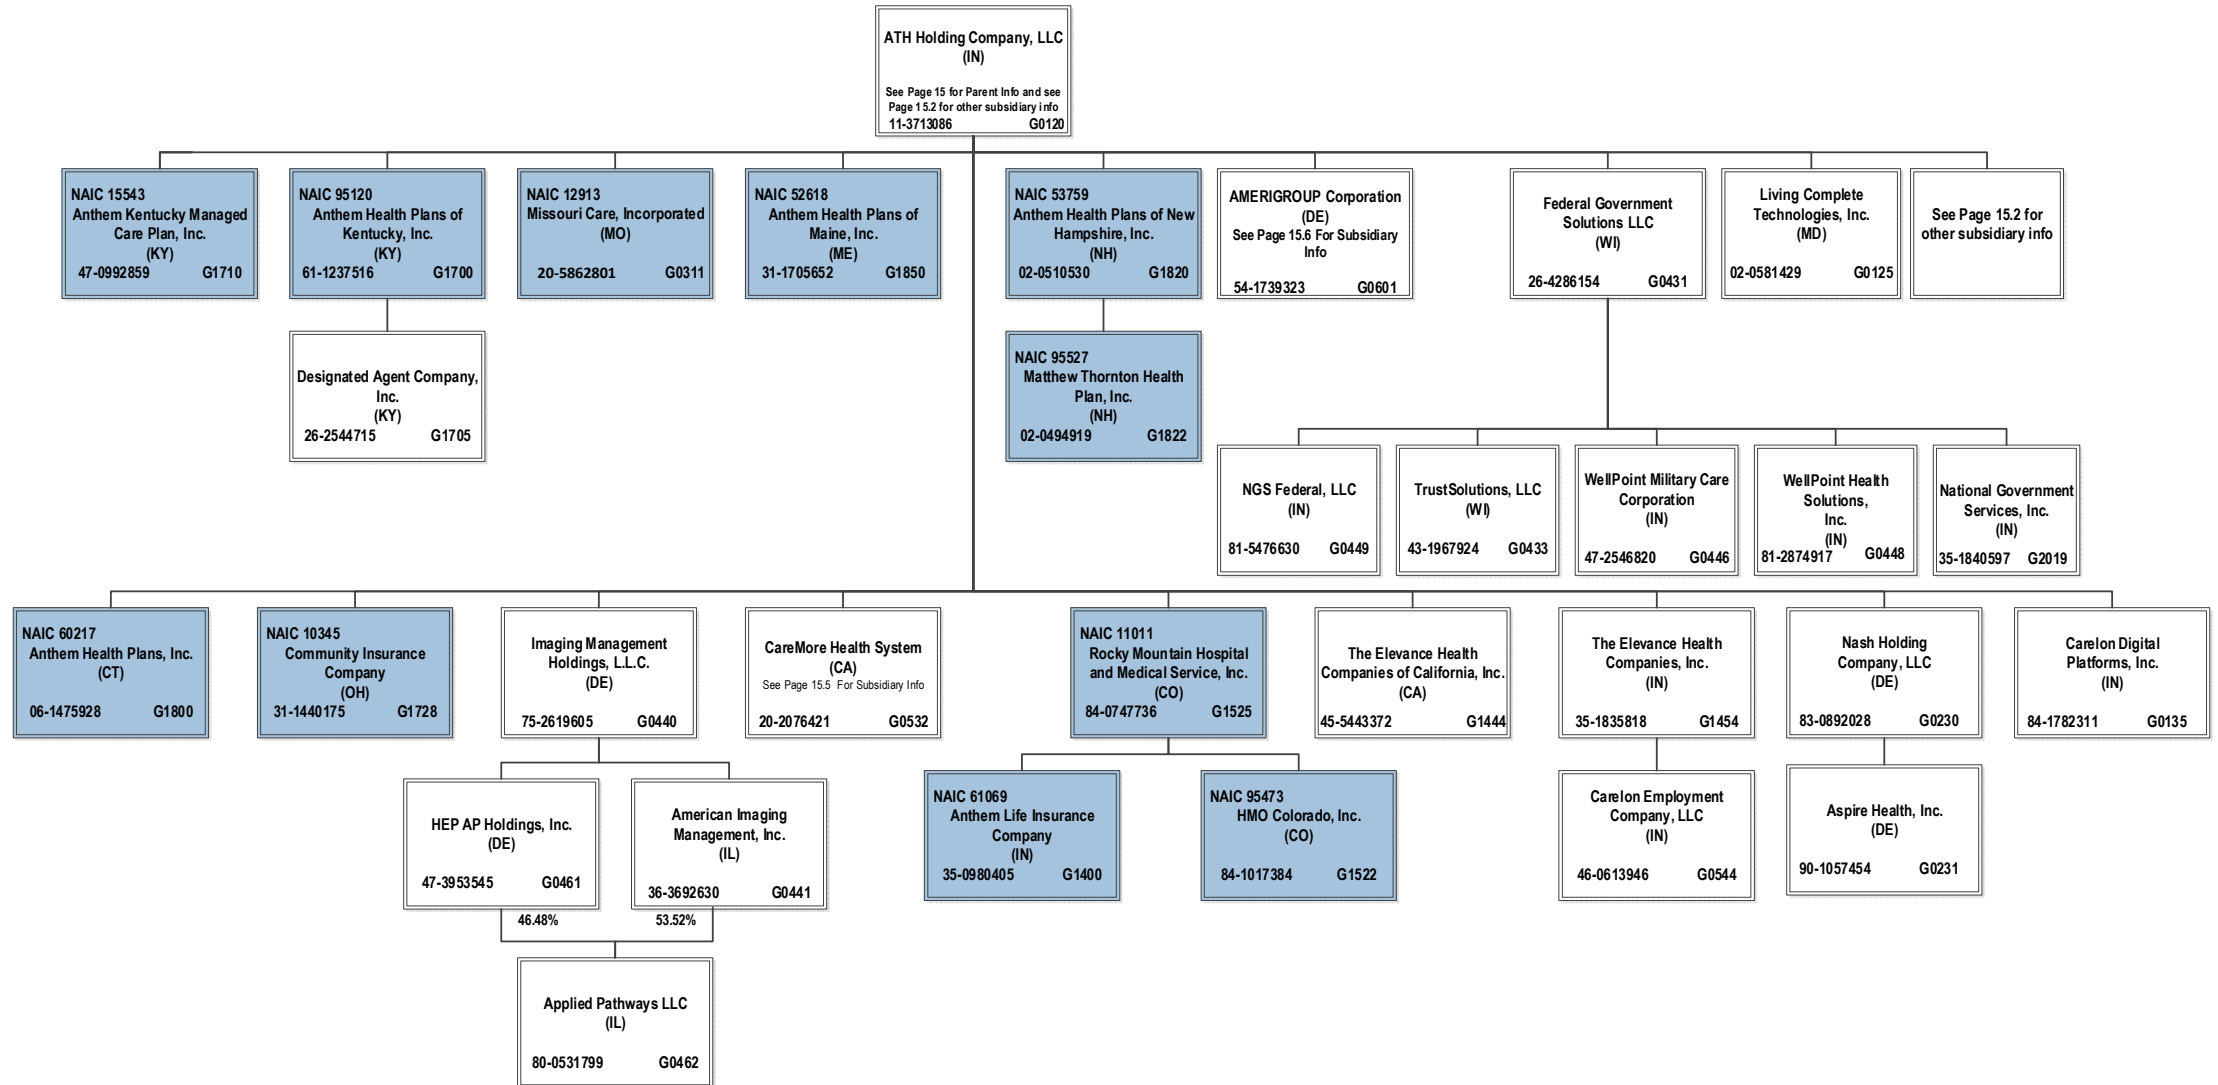 ATH Holding Company, LLC
(IN)
See Page 15 for Parent Info and see
Page 15.2 for other subsidiary info
11-3713086 G0120
NAIC 15543
Anthem Kentucky Managed
Care Plan, Inc.
(KY)
47-0992859 G1710
NAIC 95120
Anthem Health Plans of
Kentucky, Inc.
(KY)
61-1237516 G1700
NAIC 12913
Missouri Care, Incorporated
(MO)
20-5862801 G0311
NAIC 52618
Anthem Health Plans of
Maine, Inc.
(ME)
31-1705652 G1850
NAIC 53759
Anthem Health Plans of New
Hampshire, Inc.
(NH)
02-0510530 G1820
AMERIGROUP Corporation
(DE)
See Page 15.6 For Subsidiary
Info
54-1739323 G0601
Federal Government
Solutions LLC
(WI)
26-4286154 G0431
Living Complete
Technologies, Inc.
(MD)
02-0581429 G0125
See Page 15.2 for
other subsidiary info
Designated Agent Company,
Inc.
(KY)
26-2544715 G1705
NAIC 95527
Matthew Thornton Health
Plan, Inc.
(NH)
02-0494919 G1822
NGS Federal, LLC
(IN)
81-5476630 G0449
TrustSolutions, LLC
(WI)
43-1967924 G0433
WellPoint Military Care
Corporation
(IN)
47-2546820 G0446
WellPoint Health
Solutions,
Inc.
(IN)
81-2874917 G0448
National Government
Services, Inc.
(IN)
35-1840597 G2019
NAIC 60217
Anthem Health Plans, Inc.
(CT)
06-1475928 G1800
NAIC 10345
Community Insurance
Company
(OH)
31-1440175 G1728
Imaging Management
Holdings, L.L.C.
(DE)
75-2619605 G0440
CareMore Health System
(CA)
See Page 15.5 For Subsidiary Info
20-2076421 G0532
NAIC 11011
Rocky Mountain Hospital
and Medical Service, Inc.
(CO)
84-0747736 G1525
The Elevance Health
Companies of California, Inc.
(CA)
45-5443372 G1444
The Elevance Health
Companies, Inc.
(IN)
35-1835818 G1454
Nash Holding
Company, LLC
(DE)
83-0892028 G0230
Carelon Digital
Platforms, Inc.
(IN)
84-1782311 G0135
HEP AP Holdings, Inc.
(DE)
47-3953545 G0461
American Imaging
Management, Inc.
(IL)
36-3692630 G0441
NAIC 61069
Anthem Life Insurance
Company
(IN)
35-0980405 G1400
NAIC 95473
HMO Colorado, Inc.
(CO)
84-1017384 G1522
Carelon Employment
Company, LLC
(IN)
46-0613946 G0544
Aspire Health, Inc.
(DE)
90-1057454 G0231
46.48% 53.52%
Applied Pathways LLC
(IL)
80-0531799 G0462